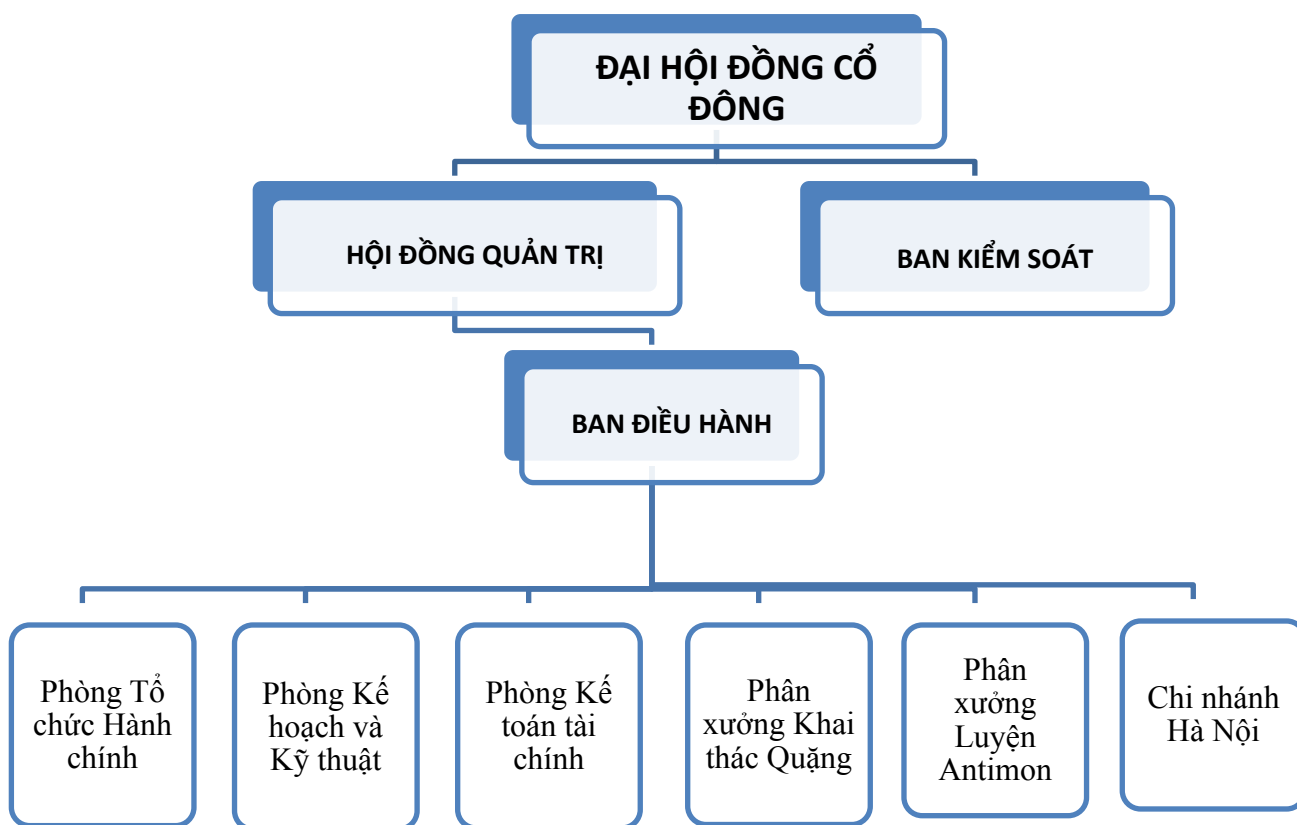 ĐẠI HỘI ĐỒNG CỔ
ĐÔNG
HỘI ĐỒNG QUẢN TRỊ
BAN KIỂM SOÁT
BAN ĐIỀU HÀNH
Phòng Tổ
chức Hành
chính
Phòng Kế
hoạch và
Kỹ thuật
Phòng Kế
toán tài
chính
Phân
xưởng Khai
thác Quặng
Phân
xưởng
Luyện
Antimon
Chi nhánh
Hà Nội